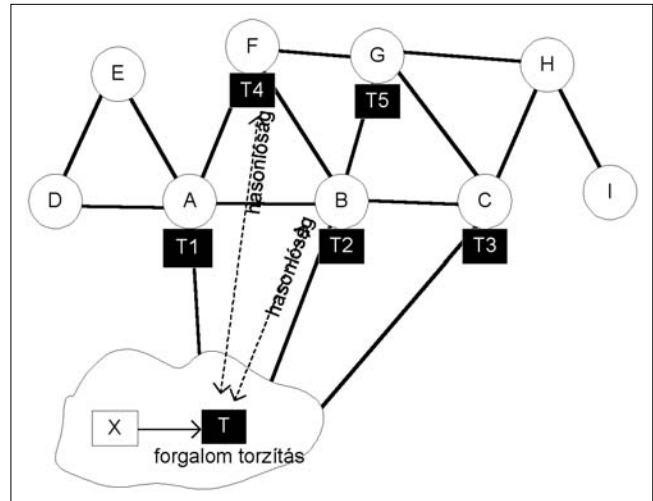 F
G
E
H
T4
T5
hasonlóság
D
A
B
C
I
T1
T2
T3
hasonlóság
X
T
forgalom torzítás